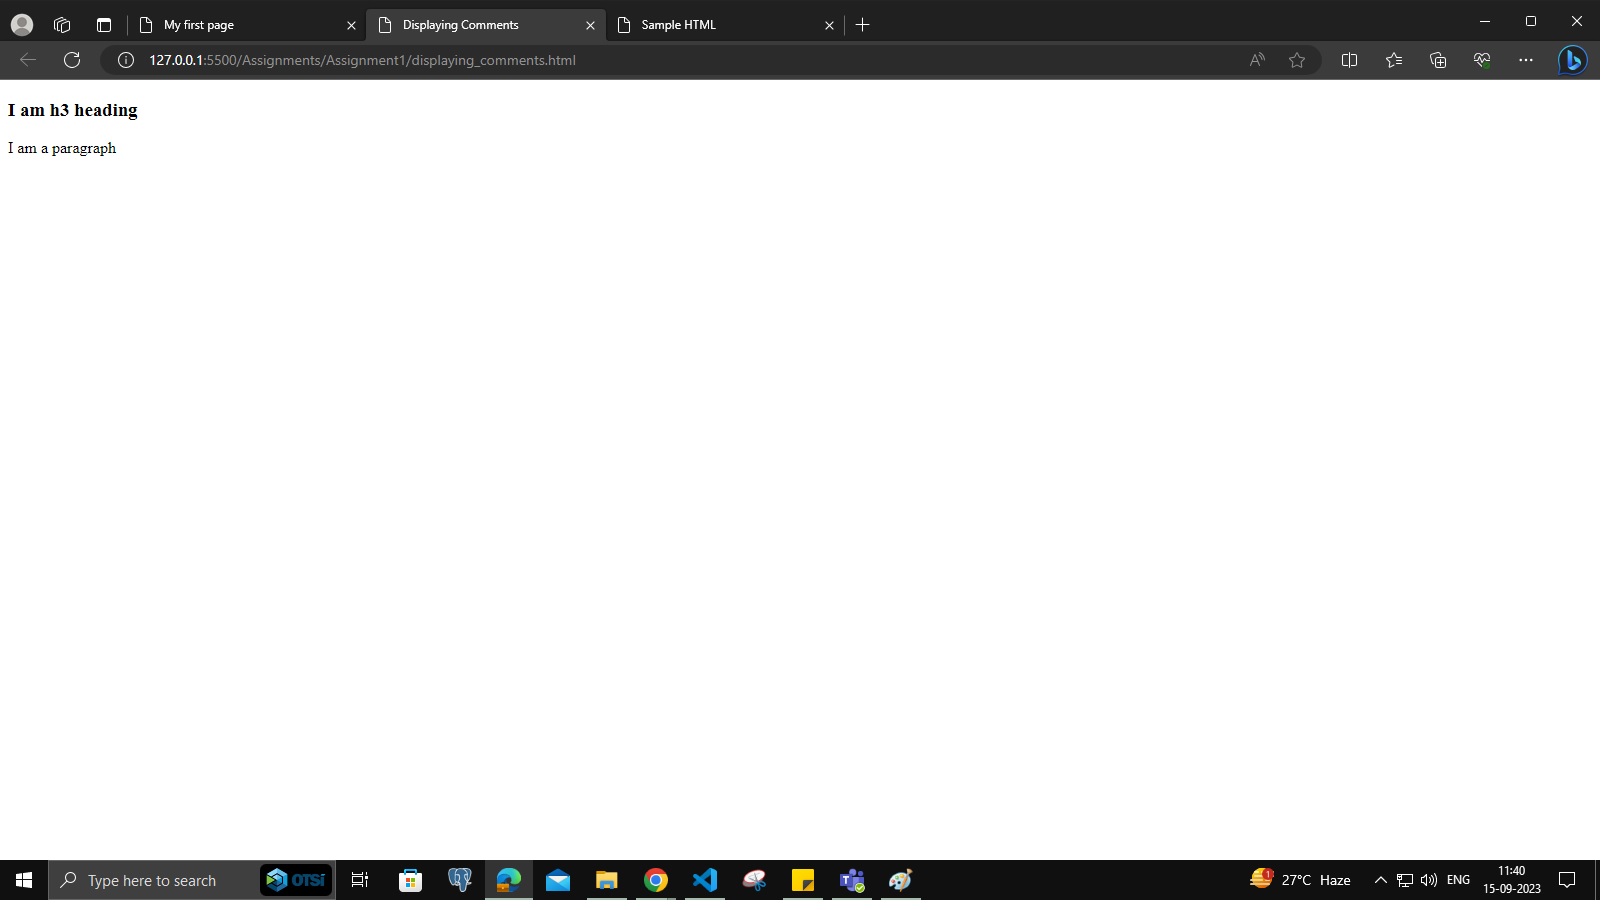 My first page
Displaying Comments
Sample HTML
127.0.0.1:5500/Assignments/Assignment1/displaying_comments.html
I am h3 heading
I am a paragraph
Type here to search
OTSi
1
27°C Haze
ENG
11:40
15-09-2023